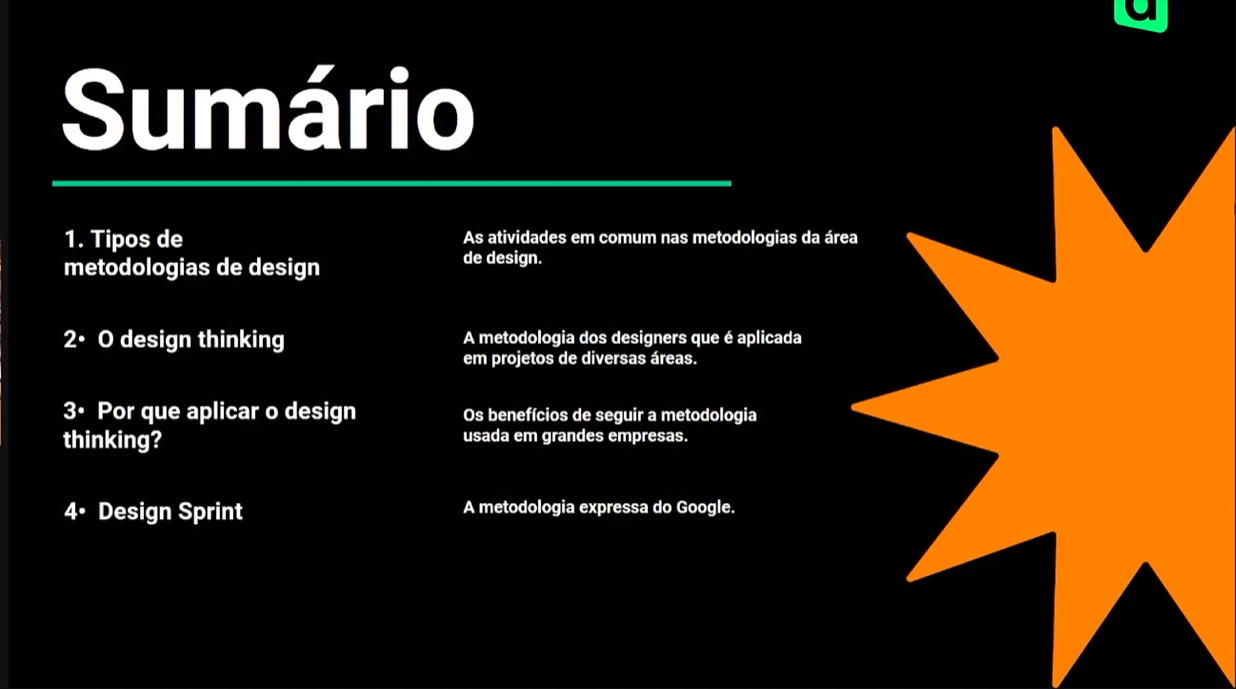 Sumário
1. Tipos de
metodologias de design
As atividades em comum nas metodologias da área
de design.
2• O design thinking
A metodologia dos designers que é aplicada
em projetos de diversas áreas.
3• Por que aplicar o design
thinking?
Os benefícios de seguir a metodologia
usada em grandes empresas.
4• Design Sprint
A metodologia expressa do Google.